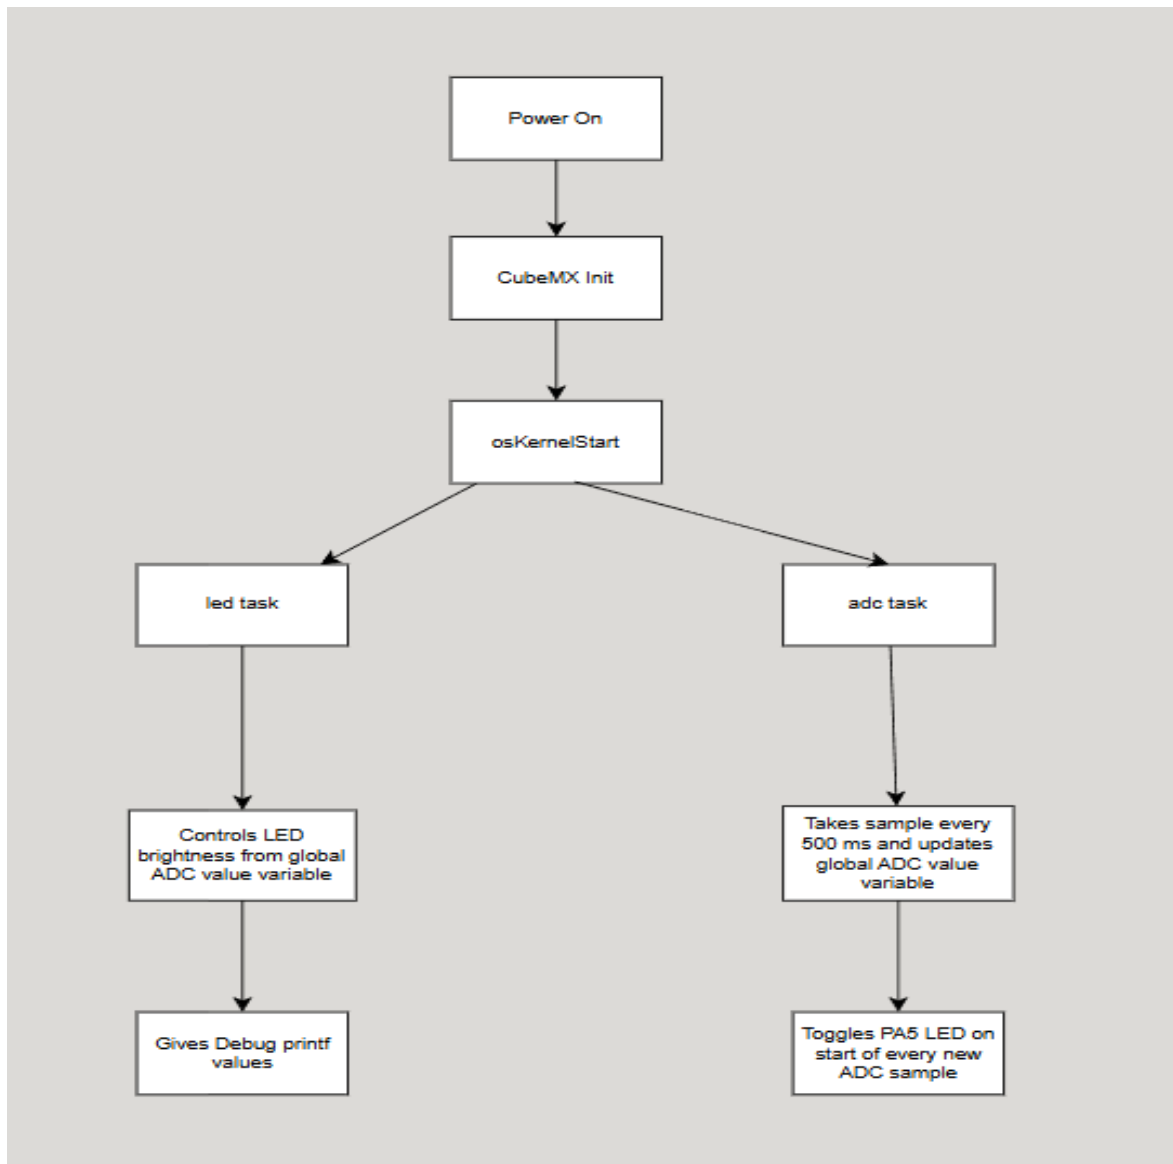 Power On
CubeMX Init
osKernelStart
led task
adc task
Controls LED
brightness from global
ADC value variable
Takes sample every
500 ms and updates
global ADC value
variable
Gives Debug printf
values
Toggles PA5 LED on
start of every new
ADC sample